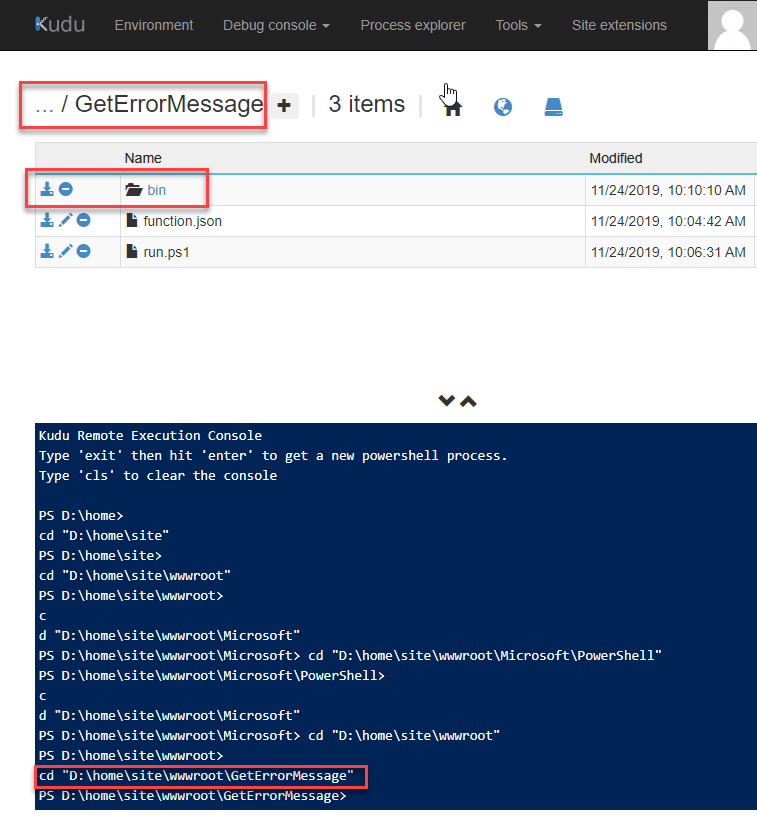 Kudu Environment Debug console Process explorer Tools Site extensions
... / GetErrorMessage + | 3 items |
Name Modified
bin 11/24/2019, 10:10:10 AM
function.json 11/24/2019, 10:04:42 AM
run.ps1 11/24/2019, 10:06:31 AM
Kudu Remote Execution Console
Type 'exit' then hit 'enter' to get a new powershell process.
Type 'cls' to clear the console
PS D:\home>
cd "D:\home\site"
PS D:\home\site>
cd "D:\home\site\wwwroot"
PS D:\home\site\wwwroot>
c
d "D:\home\site\wwwroot\Microsoft"
PS D:\home\site\wwwroot\Microsoft> cd "D:\home\site\wwwroot\Microsoft\PowerShell"
PS D:\home\site\wwwroot\Microsoft\PowerShell>
c
d "D:\home\site\wwwroot\Microsoft"
PS D:\home\site\wwwroot\Microsoft> cd "D:\home\site\wwwroot"
PS D:\home\site\wwwroot>
cd "D:\home\site\wwwroot\GetErrorMessage"
PS D:\home\site\wwwroot\GetErrorMessage>